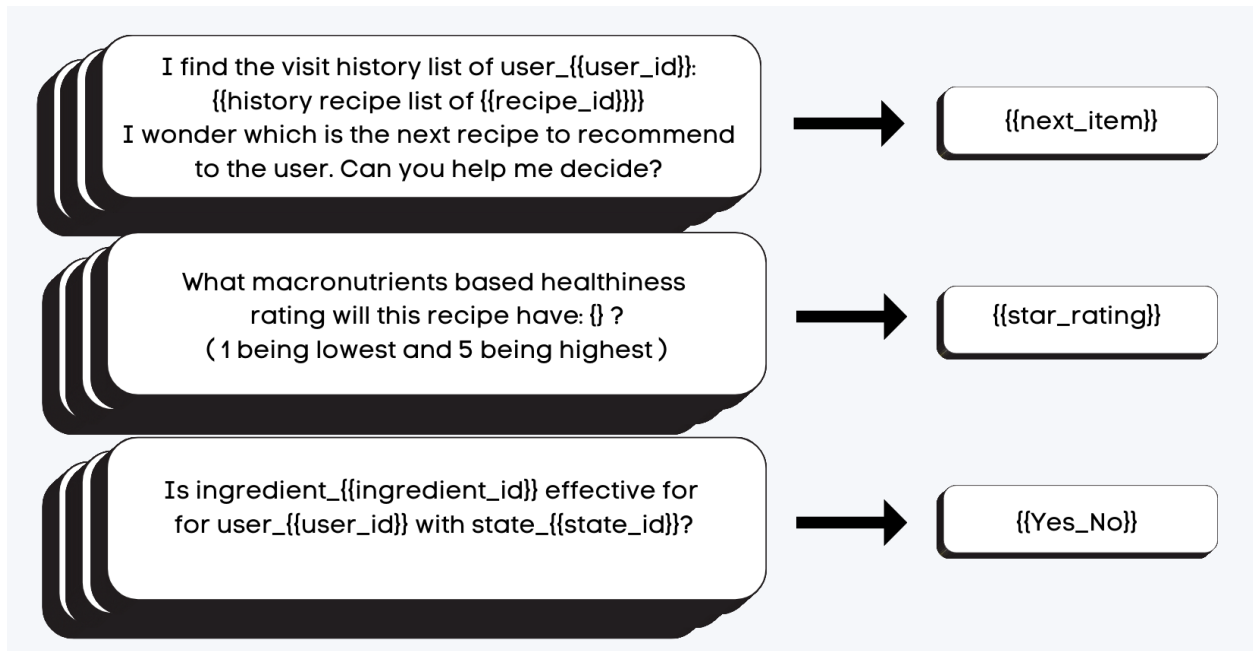 I find the visit history list of user_{{user_id}}:
{{history recipe list of {{recipe_id}}}}
I wonder which is the next recipe to recommend
to the user. Can you help me decide?
{{next_item}}
What macronutrients based healthiness
rating will this recipe have: {} ?
( 1 being lowest and 5 being highest )
{{star_rating}}
Is ingredient_{{ingredient_id}} effective for
for user_{{user_id}} with state_{{state_id}}?
{{Yes_No}}